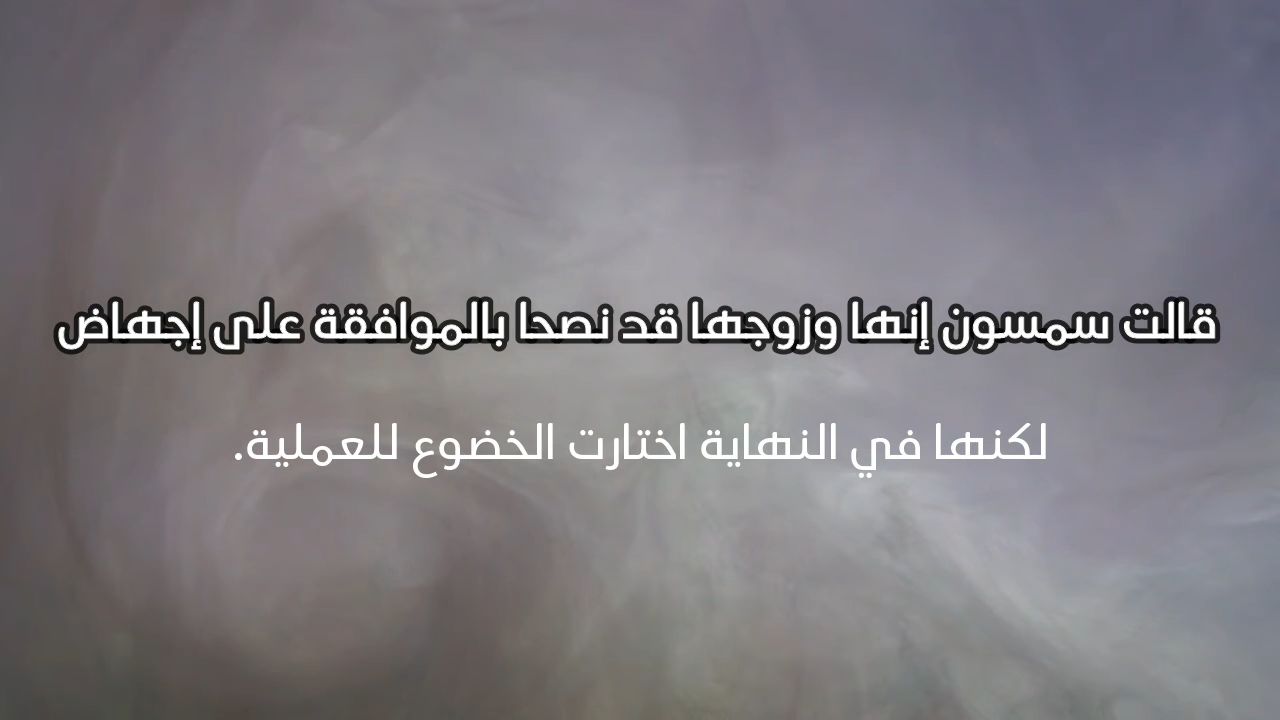 قالت سمسون إنها وزوجها قد نصحا بالموافقة على إجهاض
لكنها في النهاية اختارت الخضوع للعملية.